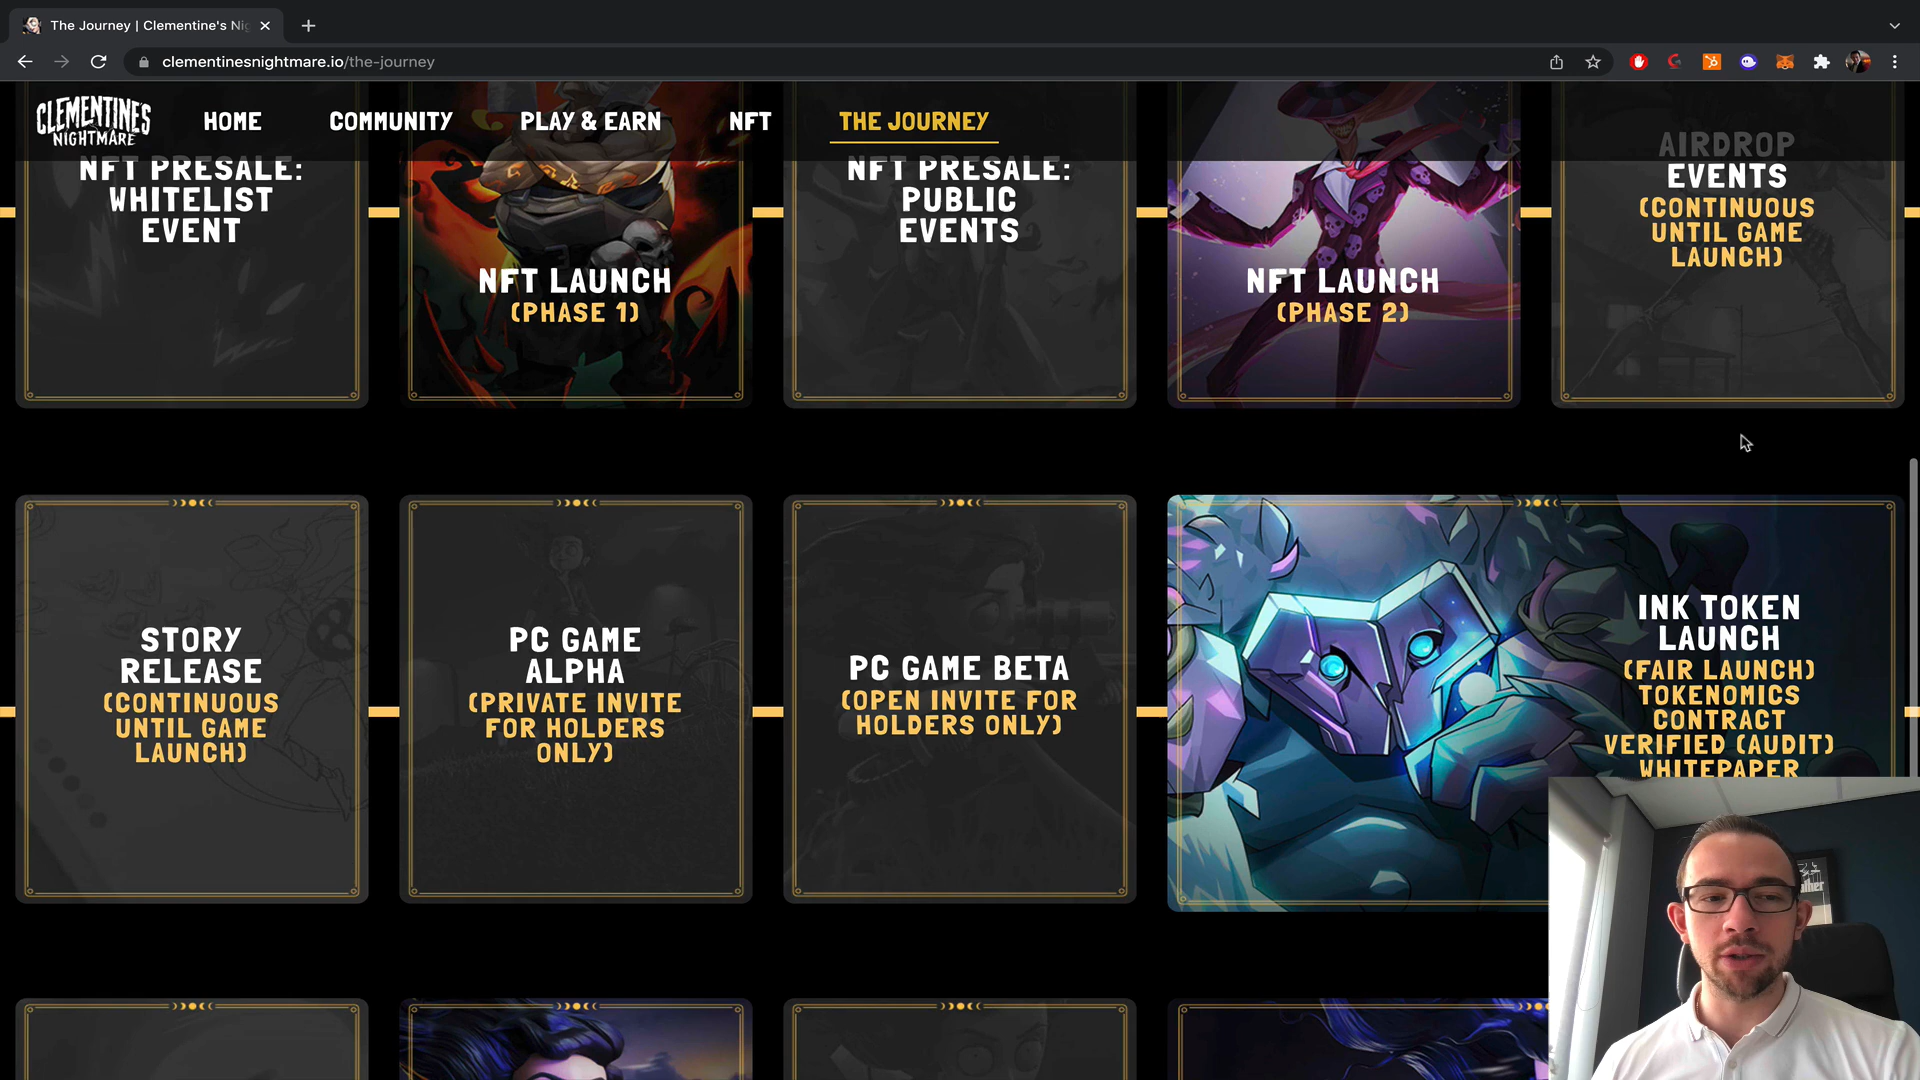 The Journey | Clementine's Nig
clementinesnightmare.io/the-journey
CLEMENTINE'S
NIGHTMARE
HOME
COMMUNITY
PLAY & EARN
NFT
THE JOURNEY
NFT PRESALE:
WHITELIST
EVENT
NFT LAUNCH
(PHASE 1)
NFT PRESALE:
PUBLIC
EVENTS
NFT LAUNCH
(PHASE 2)
AIRDROP
EVENTS
(CONTINUOUS
UNTIL GAME
LAUNCH)
STORY
RELEASE
(CONTINUOUS
UNTIL GAME
LAUNCH)
PC GAME
ALPHA
(PRIVATE INVITE
FOR HOLDERS
ONLY)
PC GAME BETA
(OPEN INVITE FOR
HOLDERS ONLY)
INK TOKEN
LAUNCH
(FAIR LAUNCH)
TOKENOMICS
CONTRACT
VERIFIED (AUDIT)
WHITEPAPER